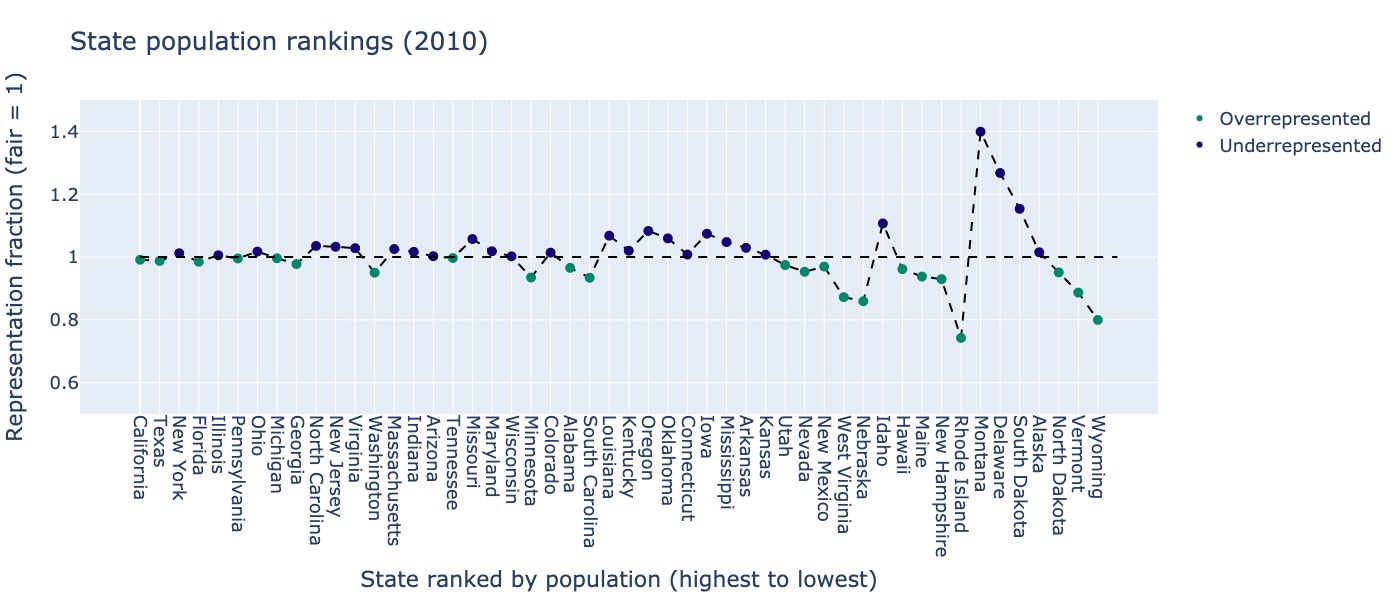 State population rankings (2010)
Representation fraction (fair = 1)
1.4
1.2
1
0.8
0.6
Overrepresented
Underrepresented
California
Texas
New York
Florida
Illinois
Pennsylvania
Ohio
Michigan
Georgia
North Carolina
New Jersey
Virginia
Washington
Massachusetts
Indiana
Arizona
Tennessee
Missouri
Maryland
Wisconsin
Minnesota
Colorado
Alabama
South Carolina
Louisiana
Kentucky
Oregon
Oklahoma
Connecticut
Iowa
Mississippi
Arkansas
Kansas
Utah
Nevada
New Mexico
West Virginia
Nebraska
Idaho
Hawaii
Maine
New Hampshire
Rhode Island
Montana
Delaware
South Dakota
Alaska
North Dakota
Vermont
Wyoming
State ranked by population (highest to lowest)